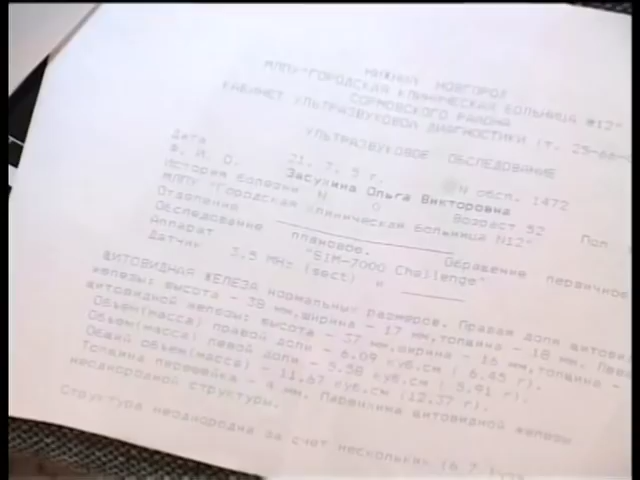 НИЖНИЙ НОВГОРОД
МЛПУ "ГОРОДСКАЯ КЛИНИЧЕСКАЯ БОЛЬНИЦА №12"
СОРМОВСКОГО РАЙОНА
КАБИНЕТ УЛЬТРАЗВУКОВОЙ ДИАГНОСТИКИ (т. 25-66-
УЛЬТРАЗВУКОВОЕ ОБСЛЕДОВАНИЕ
Дата 21. 7. 5 г. N обсл. 1472
Ф. И. О. Засухина Ольга Викторовна
Возраст 52 Пол
История болезни N 0
МЛПУ "Городская клиническая больница N12"
Отделение
Обследование плановое. Обращение первичное
Аппарат "SIM-7000 Challenge"
Датчик 3,5 MHz (sect) и
ЩИТОВИДНАЯ ЖЕЛЕЗА нормальных размеров. Правая доля щитовид
железы: высота - 38 мм, ширина - 17 мм, толщина - 18 мм. Левая
щитовидной железы: высота - 37 мм, ширина - 16 мм, толщина -
Объем(масса) правой доли - 6.09 куб.см ( 6.45 г).
Объем(масса) левой доли - 5.58 куб.см ( 5.91 г).
Общий объем(масса) - 11.67 куб.см (12.37 г).
Толщина перешейка - 4 мм. Паренхима щитовидной железы
неоднородной структуры.
Структура неоднородна за счет нескольких